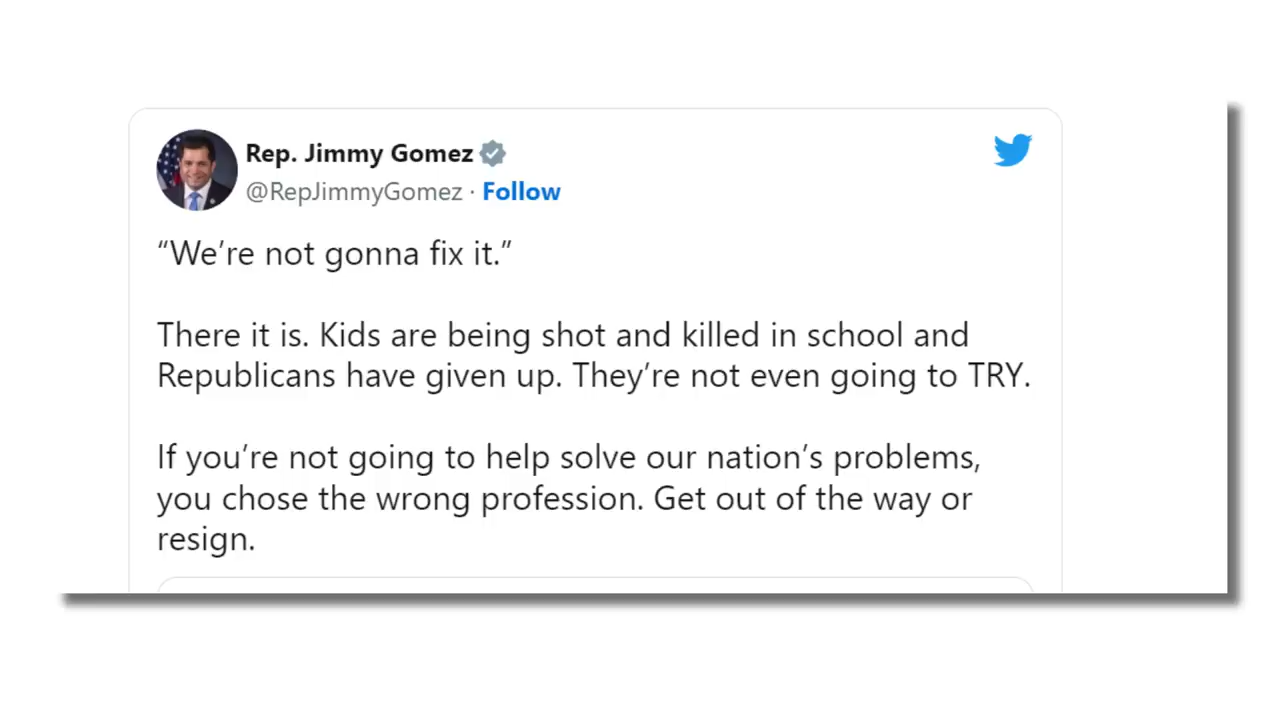 Rep. Jimmy Gomez
@RepJimmyGomez · Follow
“We’re not gonna fix it.”
There it is. Kids are being shot and killed in school and
Republicans have given up. They’re not even going to TRY.
If you’re not going to help solve our nation’s problems,
you chose the wrong profession. Get out of the way or
resign.